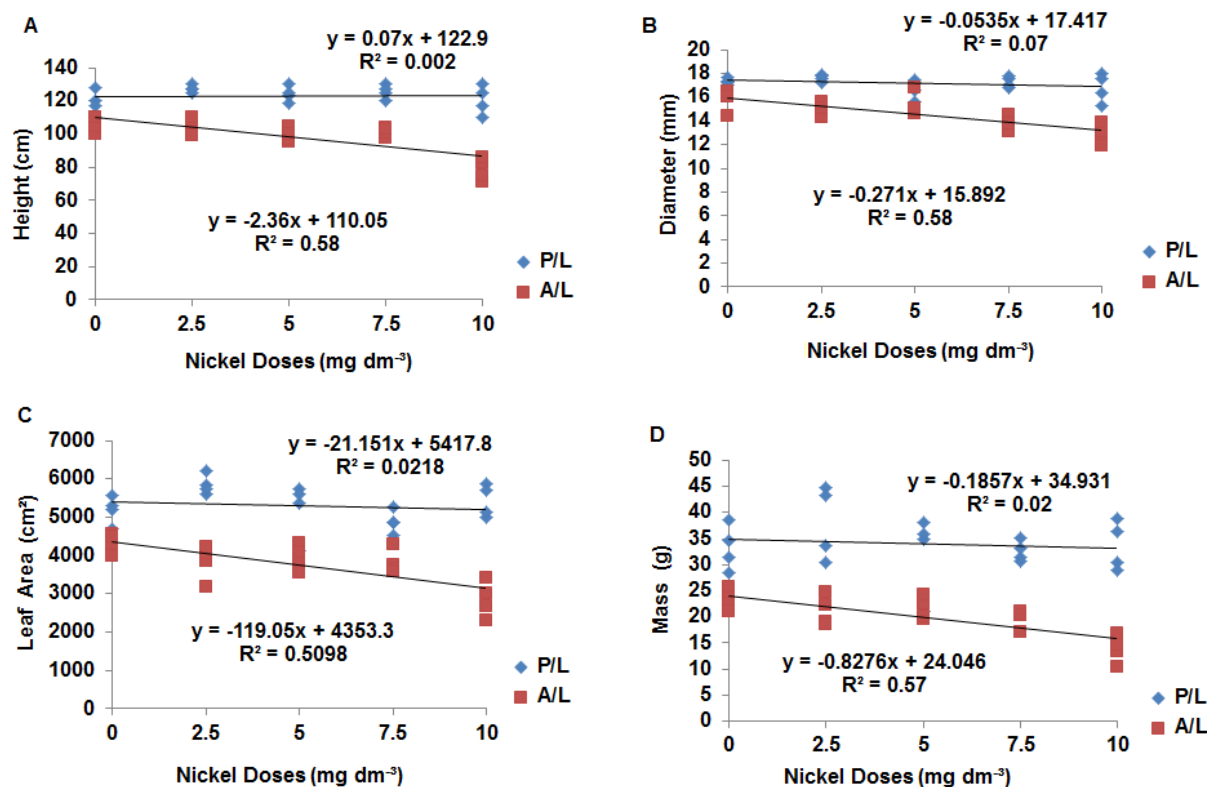 A
y = 0.07x + 122.9
R² = 0.002
140
120
100
80
60
40
20
0
Height (cm)
y = -2.36x + 110.05
R² = 0.58
P/L
A/L
0 2.5 5 7.5 10
Nickel Doses (mg dm⁻³)
B
y = -0.0535x + 17.417
R² = 0.07
20
18
16
14
12
10
8
6
4
2
0
Diameter (mm)
y = -0.271x + 15.892
R² = 0.58
P/L
A/L
0 2.5 5 7.5 10
Nickel Doses (mg dm⁻³)
C
y = -21.151x + 5417.8
R² = 0.0218
7000
6000
5000
4000
3000
2000
1000
0
Leaf Area (cm²)
y = -119.05x + 4353.3
R² = 0.5098
P/L
A/L
0 2.5 5 7.5 10
Nickel Doses (mg dm⁻³)
D
y = -0.1857x + 34.931
R² = 0.02
50
45
40
35
30
25
20
15
10
5
0
Mass (g)
y = -0.8276x + 24.046
R² = 0.57
P/L
A/L
0 2.5 5 7.5 10
Nickel Doses (mg dm⁻³)